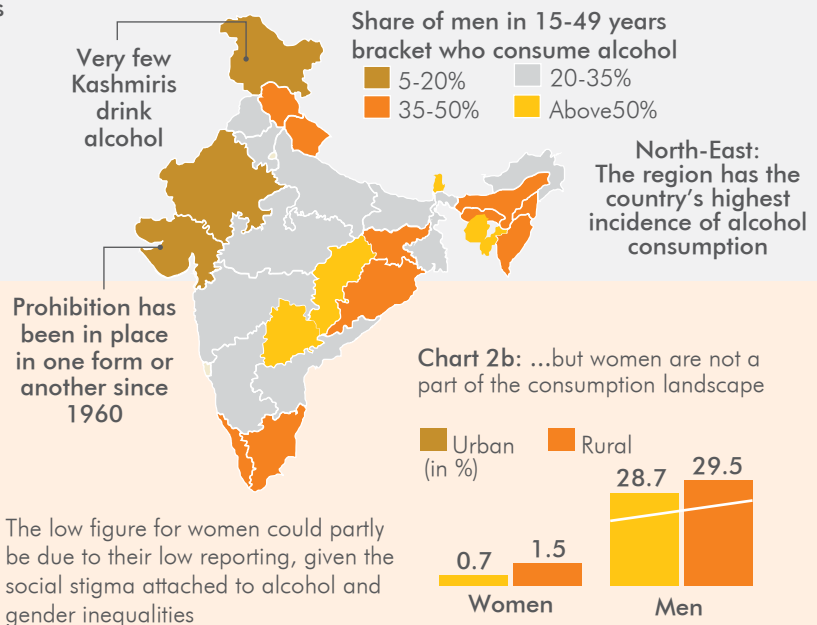 s
Very few
Kashmiris
drink
alcohol
Share of men in 15-49 years
bracket who consume alcohol
5-20%
20-35%
35-50%
Above50%
North-East:
The region has the
country's highest
incidence of alcohol
consumption
Prohibition has
been in place
in one form or
another since
1960
Chart 2b: ...but women are not a
part of the consumption landscape
Urban
Rural
(in %)
28.7
29.5
0.7
1.5
Women
Men
The low figure for women could partly
be due to their low reporting, given the
social stigma attached to alcohol and
gender inequalities